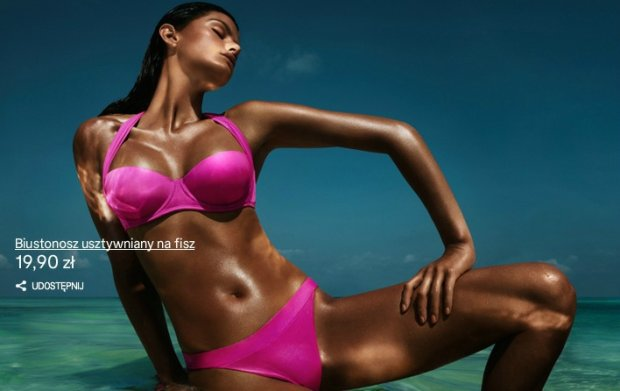 Biustonosz usztywniany na fisz
19,90 zł
UDOSTĘPNIJ